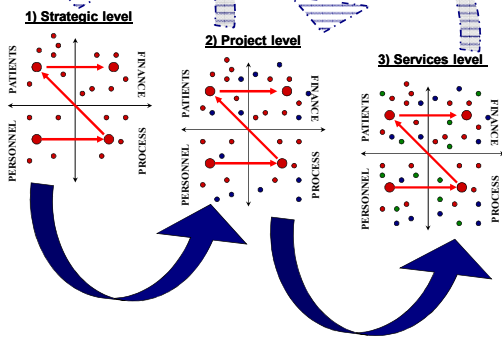 1) Strategic level
PATIENTS
FINANCE
PERSONNEL
PROCESS
2) Project level
PATIENTS
FINANCE
PERSONNEL
PROCESS
3) Services level
PATIENTS
FINANCE
PERSONNEL
PROCESS